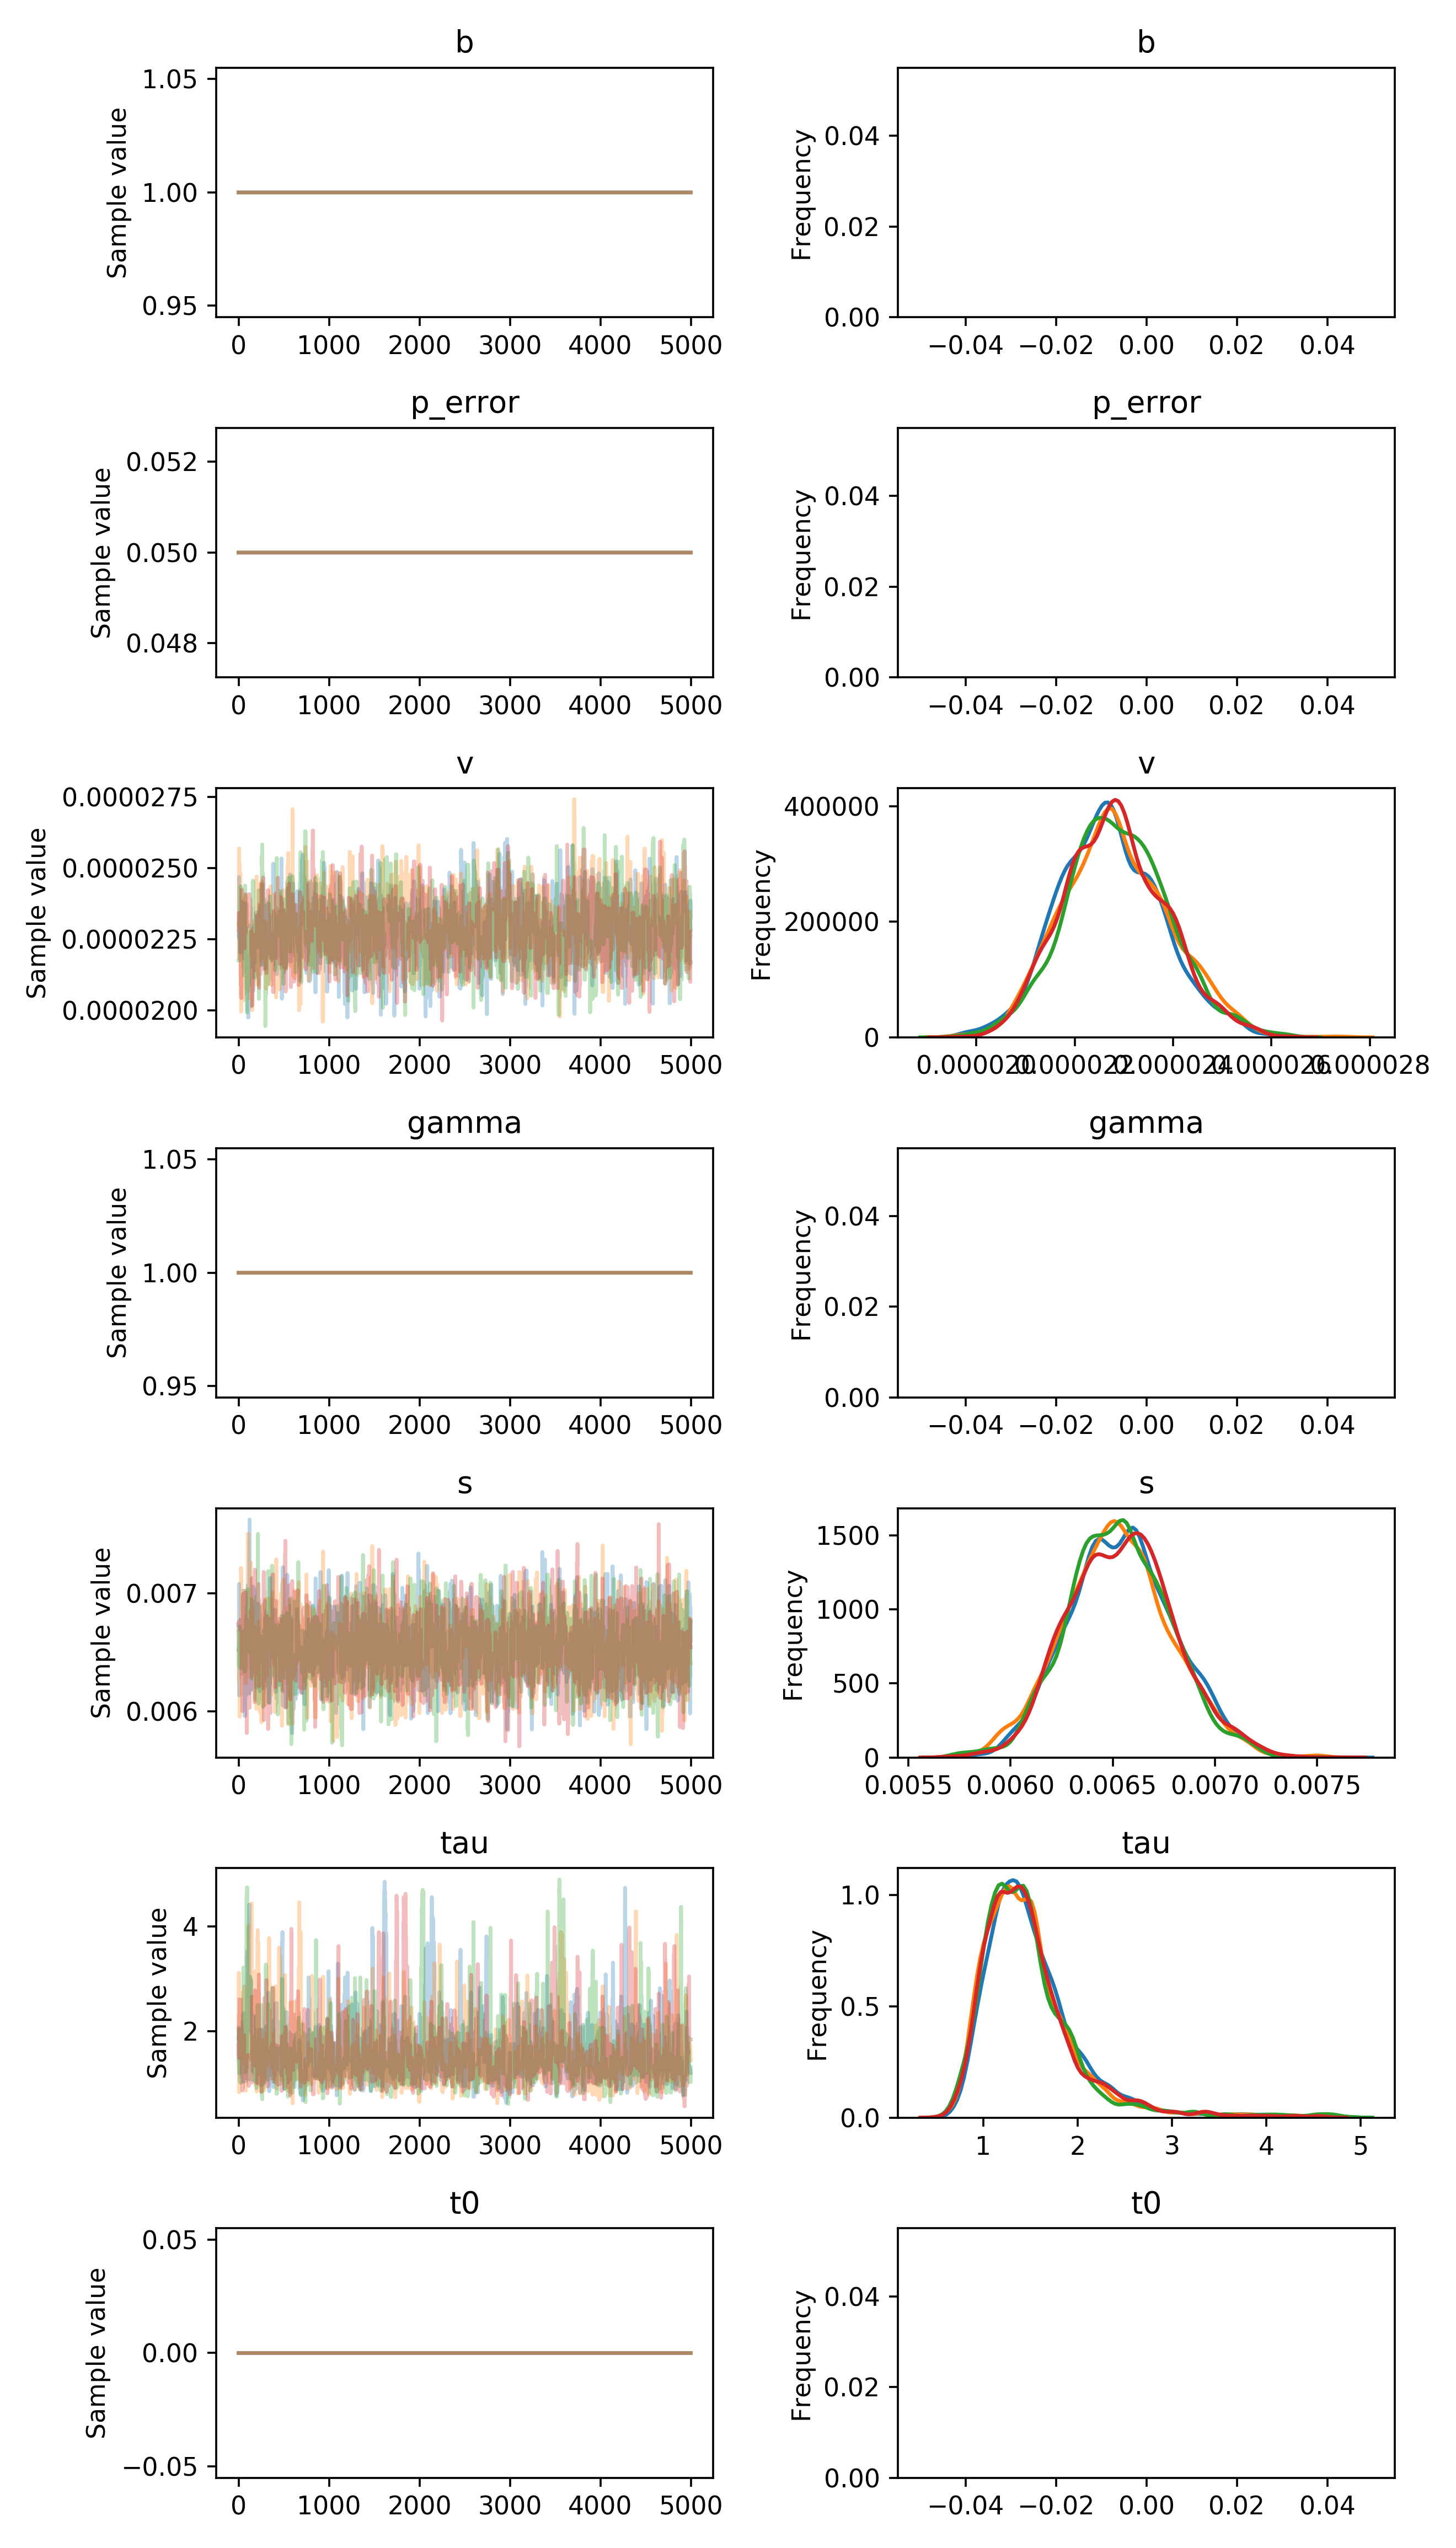 b
b
Sample value
1.05
1.00
0.95
0 1000 2000 3000 4000 5000
Frequency
0.04
0.02
0.00
−0.04 −0.02 0.00 0.02 0.04
p_error
p_error
Sample value
0.052
0.050
0.048
0 1000 2000 3000 4000 5000
Frequency
0.04
0.02
0.00
−0.04 −0.02 0.00 0.02 0.04
v
v
Sample value
0.0000275
0.0000250
0.0000225
0.0000200
0 1000 2000 3000 4000 5000
Frequency
400000
200000
0
0.000020 0.000022 0.000024 0.000026 0.000028
gamma
gamma
Sample value
1.05
1.00
0.95
0 1000 2000 3000 4000 5000
Frequency
0.04
0.02
0.00
−0.04 −0.02 0.00 0.02 0.04
s
s
Sample value
0.007
0.006
0 1000 2000 3000 4000 5000
Frequency
1500
1000
500
0
0.0055 0.0060 0.0065 0.0070 0.0075
tau
tau
Sample value
4
2
0 1000 2000 3000 4000 5000
Frequency
1.0
0.5
0.0
1 2 3 4 5
t0
t0
Sample value
0.05
0.00
−0.05
0 1000 2000 3000 4000 5000
Frequency
0.04
0.02
0.00
−0.04 −0.02 0.00 0.02 0.04